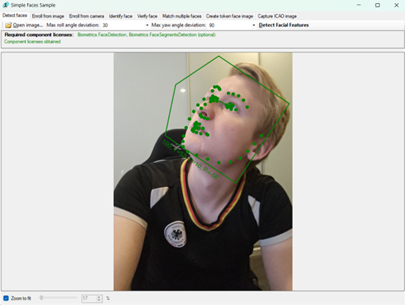 Simple Faces Sample
Detect faces Enroll from image Enroll from camera Identify face Verify face Match multiple faces Create token face image Capture ICAO image
Open image... Max roll angle deviation: 30 Max yaw angle deviation: 90 Detect Facial Features
Required component licenses: Biometrics.FaceDetection, Biometrics.FaceSegmentsDetection (optional)
Component licenses obtained
Zoom to fit 57 %